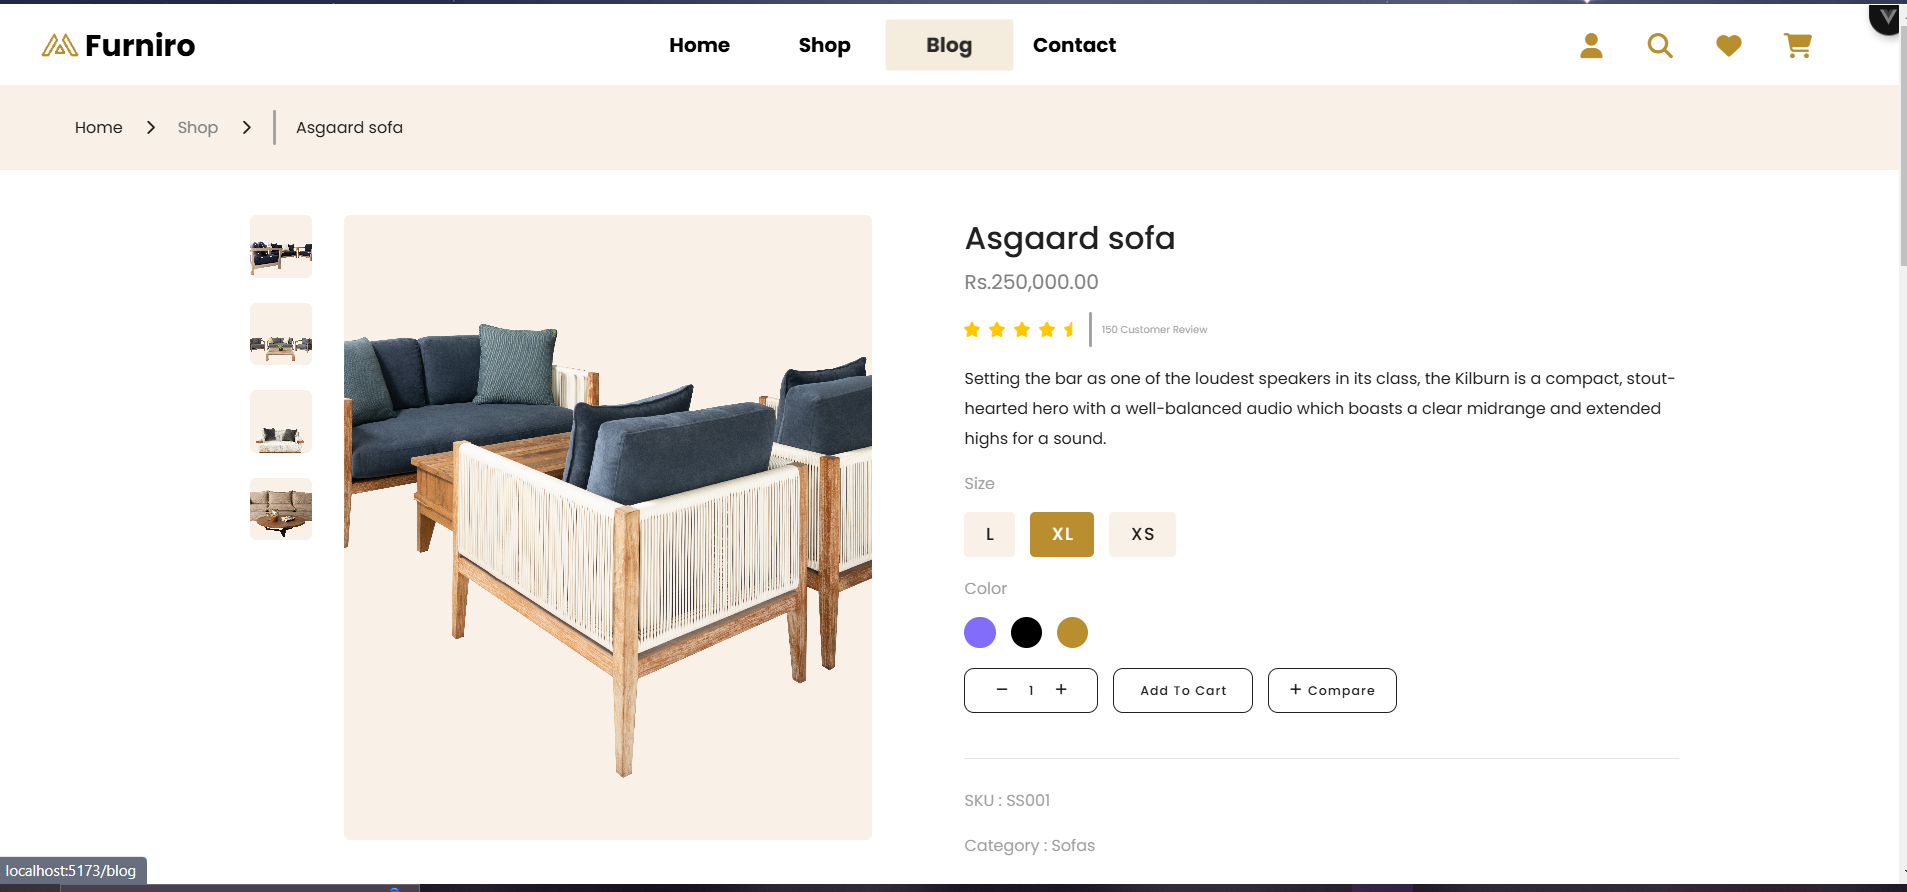 Furniro
Home Shop Blog Contact
Home Shop Asgaard sofa
Asgaard sofa
Rs.250,000.00
150 Customer Review
Setting the bar as one of the loudest speakers in its class, the Kilburn is a compact, stout-
hearted hero with a well-balanced audio which boasts a clear midrange and extended
highs for a sound.
Size
L XL XS
Color
− 1 + Add To Cart + Compare
SKU : SS001
Category : Sofas
localhost:5173/blog